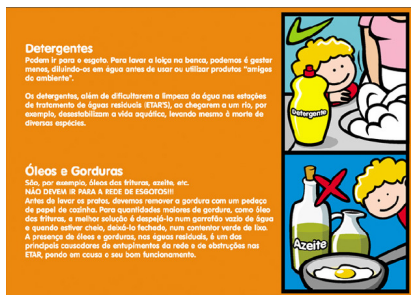 Detergentes
Podem ir para o esgoto. Para lavar a loiça na banca, podemos é gastar
menos, diluindo-os em água antes de usar ou utilizar produtos "amigos
do ambiente".
Os detergentes, além de dificultarem a limpeza da água nas estações
de tratamento de águas residuais (ETAR'S), ao chegarem a um rio, por
exemplo, destabilizam a vida aquática, levando mesmo à morte de
diversas espécies.
Detergente
Óleos e Gorduras
São, por exemplo, óleos das frituras, azeite, etc.
NÃO DEVEM IR PARA A REDE DE ESGOTOS!!!
Antes de lavar os pratos, devemos remover a gordura com um pedaço
de papel de cozinha. Para quantidades maiores de gordura, como óleo
das frituras, a melhor solução é despejá-lo num garrafão vazio de água
e quando estiver cheio, deixá-lo fechado, num contentor verde de lixo.
A presença de óleos e gorduras, nas águas residuais, é um dos
principais causadores de entupimentos da rede e de obstruções nas
ETAR, pondo em causa o seu bom funcionamento.
Azeite